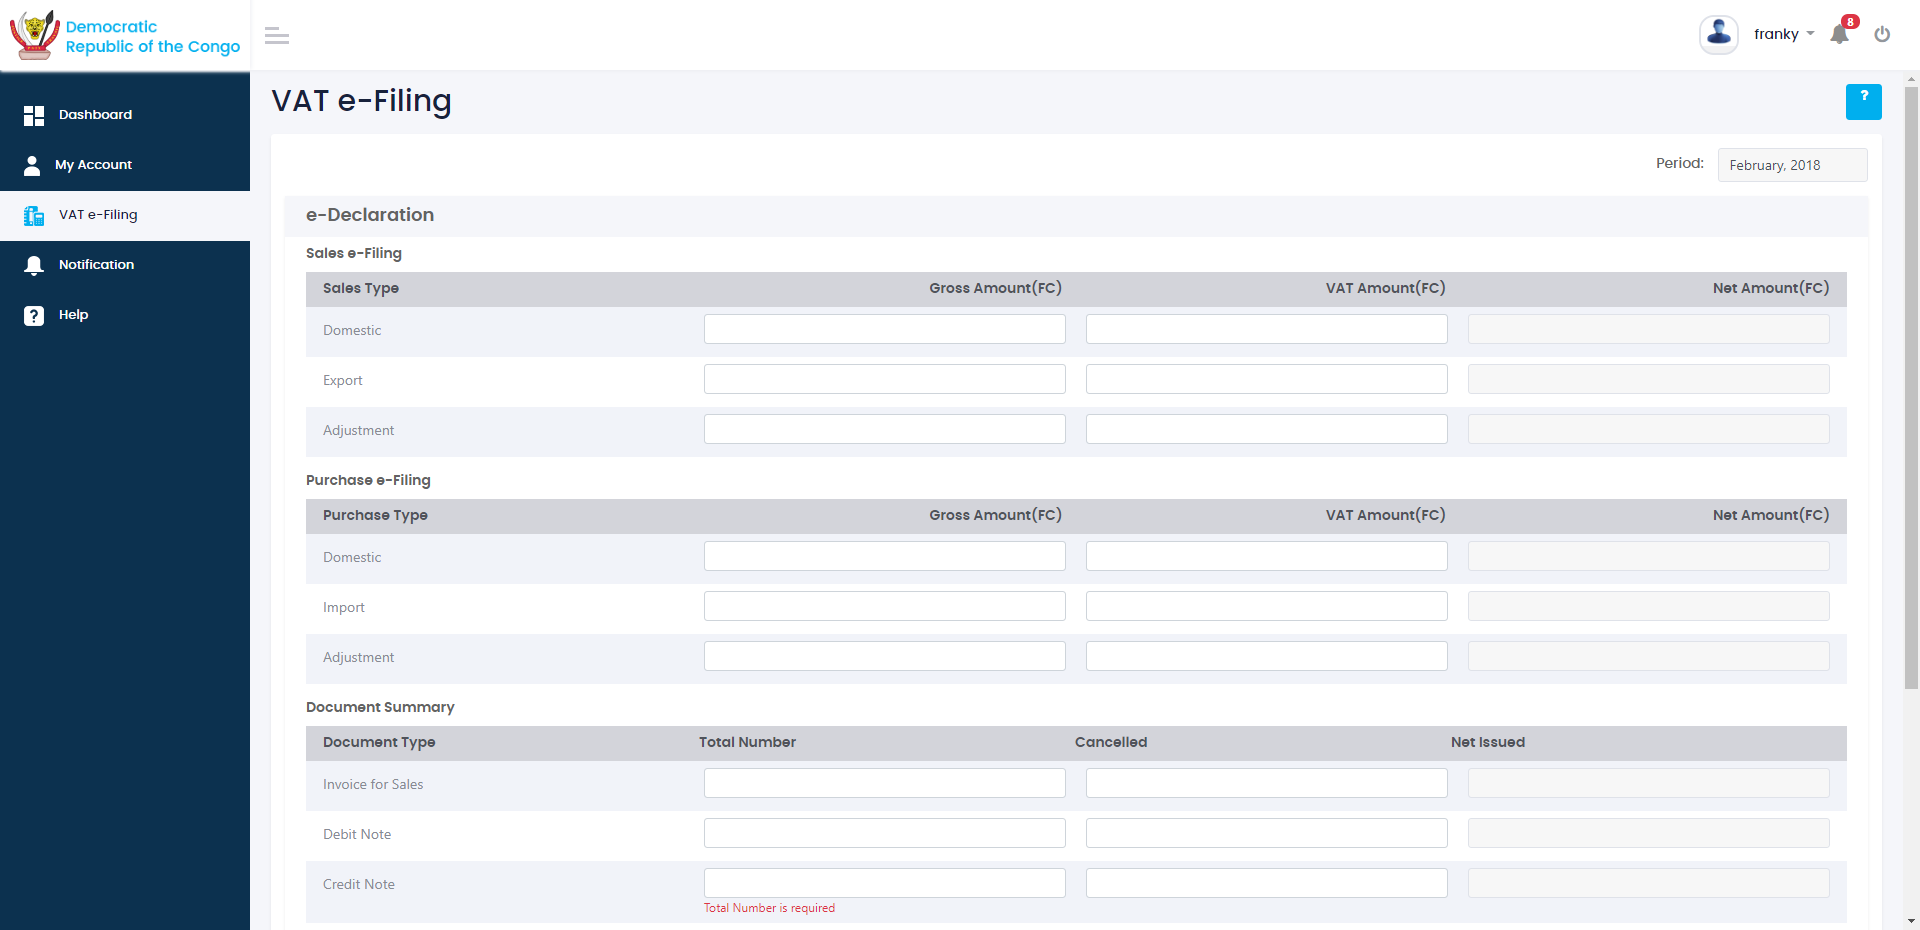 Democratic
Republic of the Congo
franky
8
Dashboard
My Account
VAT e-Filing
Notification
Help
VAT e-Filing
?
Period:
February, 2018
e-Declaration
Sales e-Filing
Sales Type Gross Amount(FC) VAT Amount(FC) Net Amount(FC)
Domestic
Export
Adjustment
Purchase e-Filing
Purchase Type Gross Amount(FC) VAT Amount(FC) Net Amount(FC)
Domestic
Import
Adjustment
Document Summary
Document Type Total Number Cancelled Net Issued
Invoice for Sales
Debit Note
Credit Note
Total Number is required